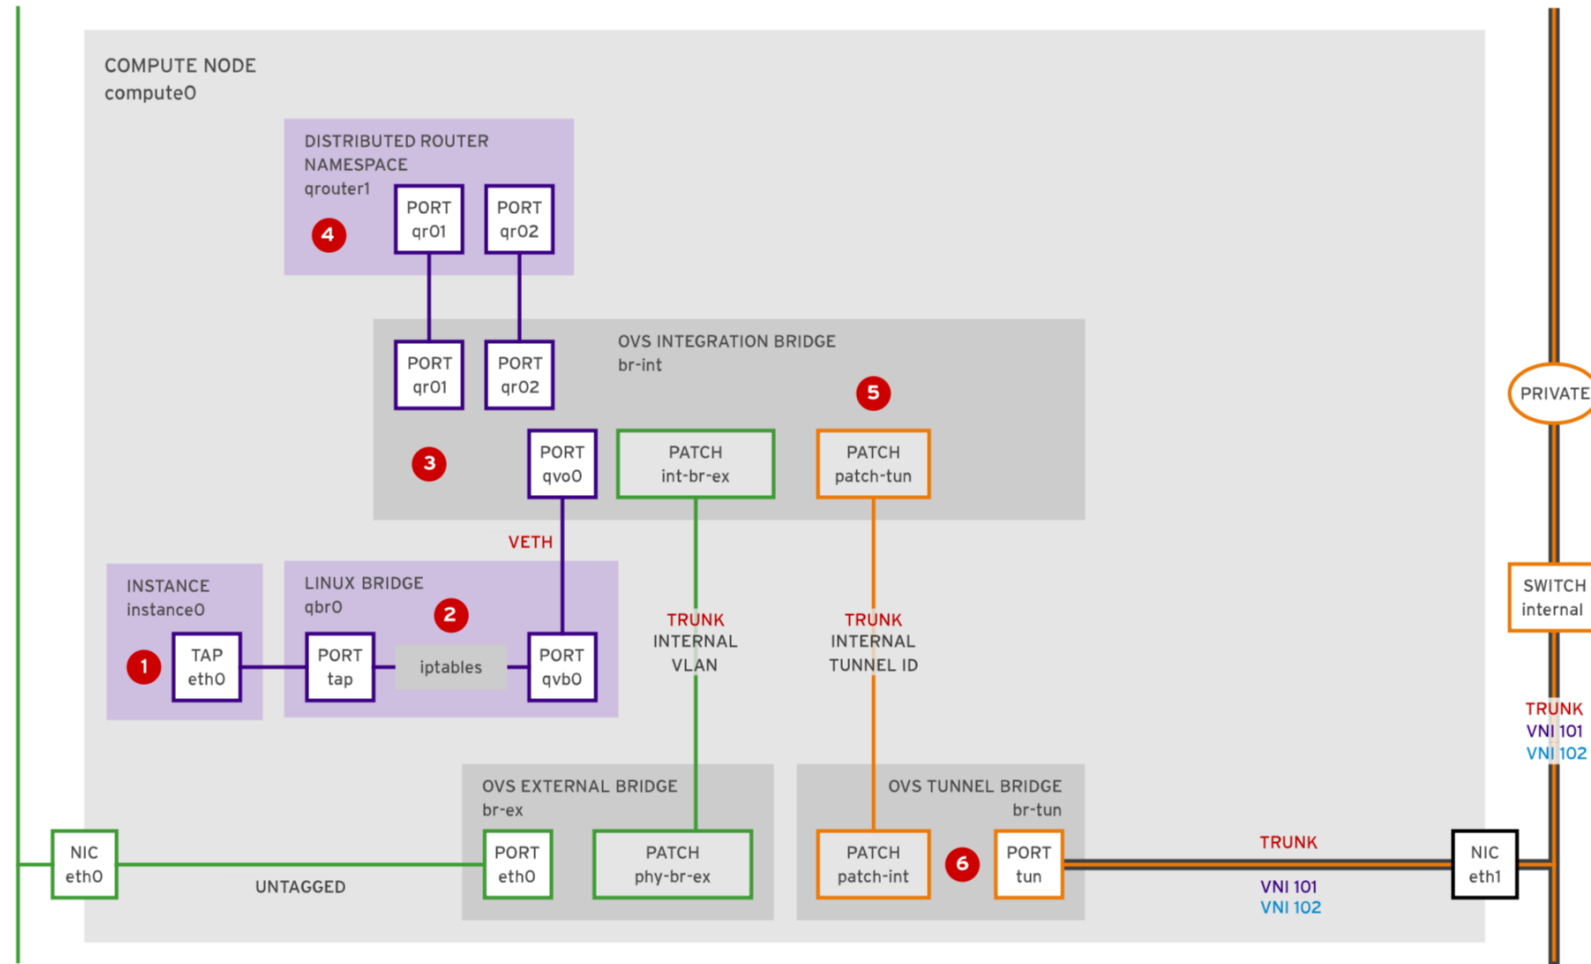 COMPUTE NODE
compute0
DISTRIBUTED ROUTER
NAMESPACE
qrouter1
4
PORT
qr01
PORT
qr02
OVS INTEGRATION BRIDGE
br-int
PORT
qr01
PORT
qr02
5
3
PORT
qvo0
PATCH
int-br-ex
PATCH
patch-tun
PRIVATE
VETH
INSTANCE
instance0
1
TAP
eth0
LINUX BRIDGE
qbr0
2
PORT
tap
iptables
PORT
qvb0
TRUNK
INTERNAL
VLAN
TRUNK
INTERNAL
TUNNEL ID
SWITCH
internal
TRUNK
VNI 101
VNI 102
OVS EXTERNAL BRIDGE
br-ex
PORT
eth0
PATCH
phy-br-ex
OVS TUNNEL BRIDGE
br-tun
PATCH
patch-int
6
PORT
tun
NIC
eth0
UNTAGGED
TRUNK
VNI 101
VNI 102
NIC
eth1